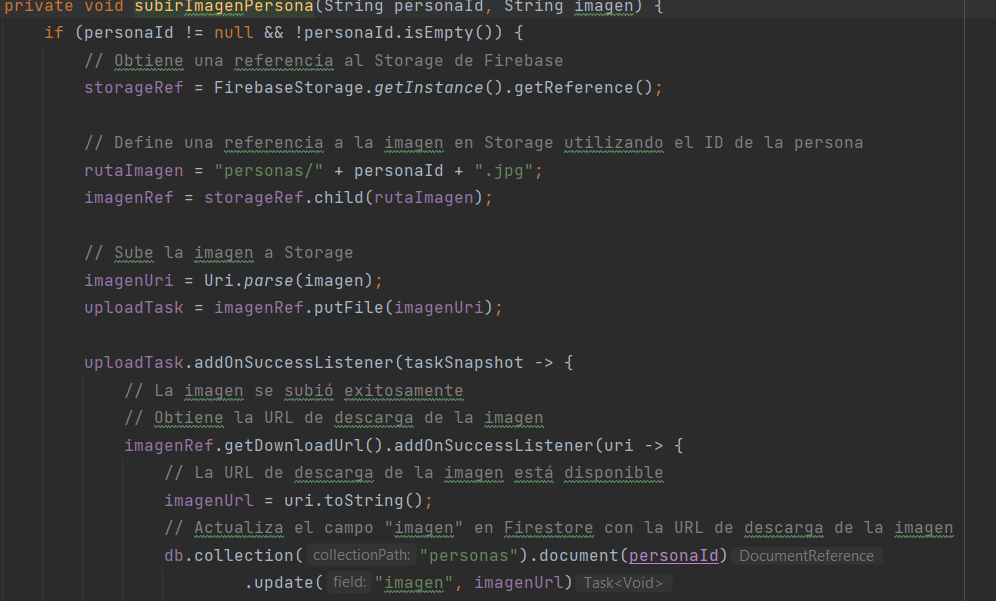 private void subirImagenPersona(String personaId, String imagen) {
if (personaId != null && !personaId.isEmpty()) {
// Obtiene una referencia al Storage de Firebase
storageRef = FirebaseStorage.getInstance().getReference();
// Define una referencia a la imagen en Storage utilizando el ID de la persona
rutaImagen = "personas/" + personaId + ".jpg";
imagenRef = storageRef.child(rutaImagen);
// Sube la imagen a Storage
imagenUri = Uri.parse(imagen);
uploadTask = imagenRef.putFile(imagenUri);
uploadTask.addOnSuccessListener(taskSnapshot -> {
// La imagen se subió exitosamente
// Obtiene la URL de descarga de la imagen
imagenRef.getDownloadUrl().addOnSuccessListener(uri -> {
// La URL de descarga de la imagen está disponible
imagenUrl = uri.toString();
// Actualiza el campo "imagen" en Firestore con la URL de descarga de la imagen
db.collection( collectionPath: "personas").document(personaId) DocumentReference
.update( field: "imagen", imagenUrl) Task<Void>